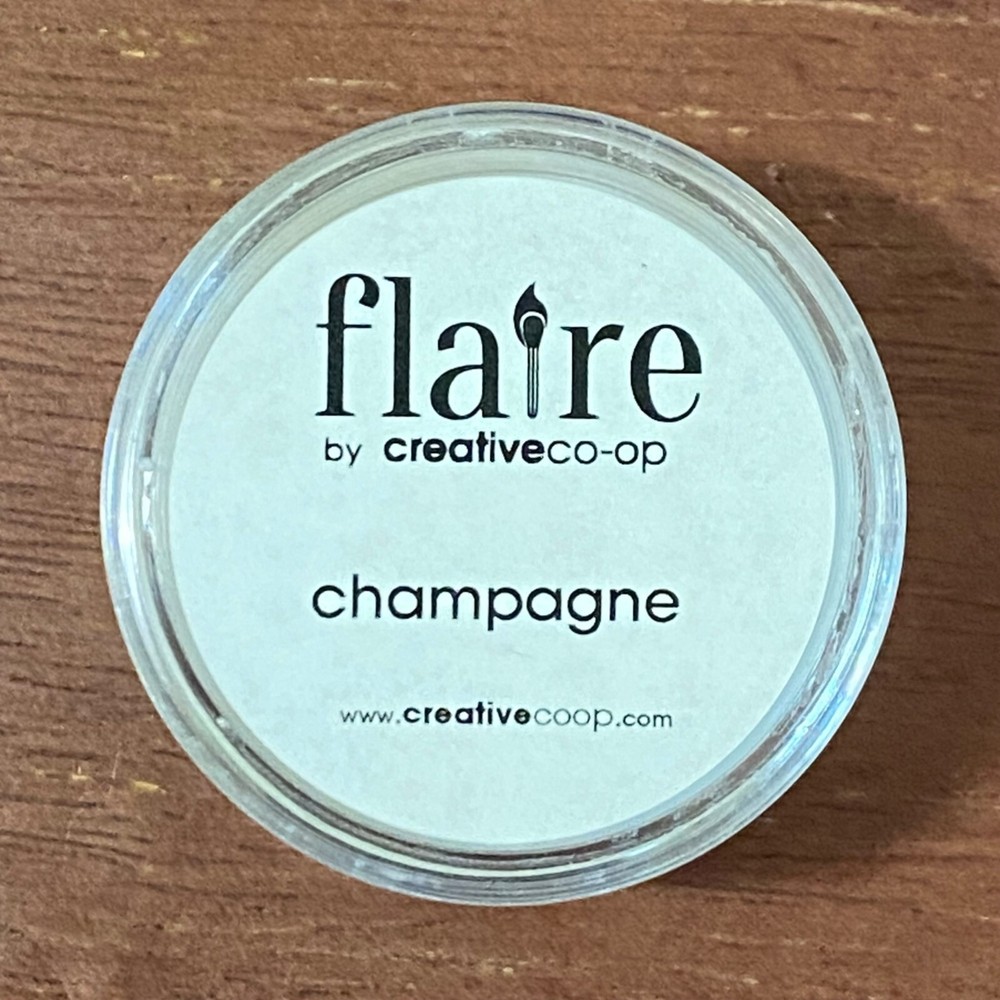 flaire
by creativeco-op
champagne
www.creativecoop.com